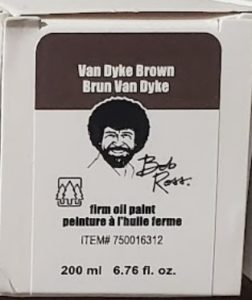 Van Dyke Brown
Brun Van Dyke
Bob
Ross.
firm oil paint
peinture à l'huile ferme
ITEM# 750016312
200 ml 6.76 fl. oz.